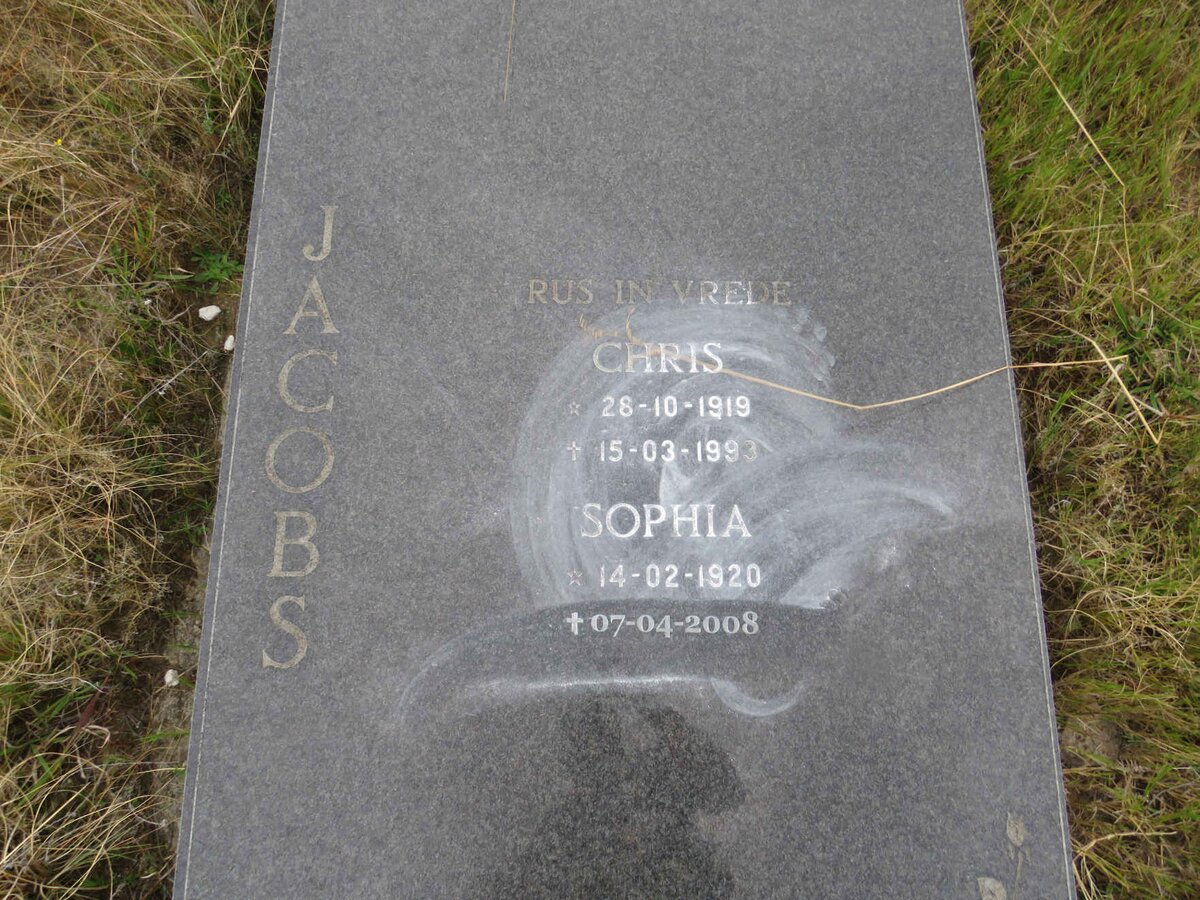 JACOBS
RUS IN VREDE
CHRIS
☆ 28-10-1919
✝ 15-03-1993
SOPHIA
☆ 14-02-1920
✝ 07-04-2008